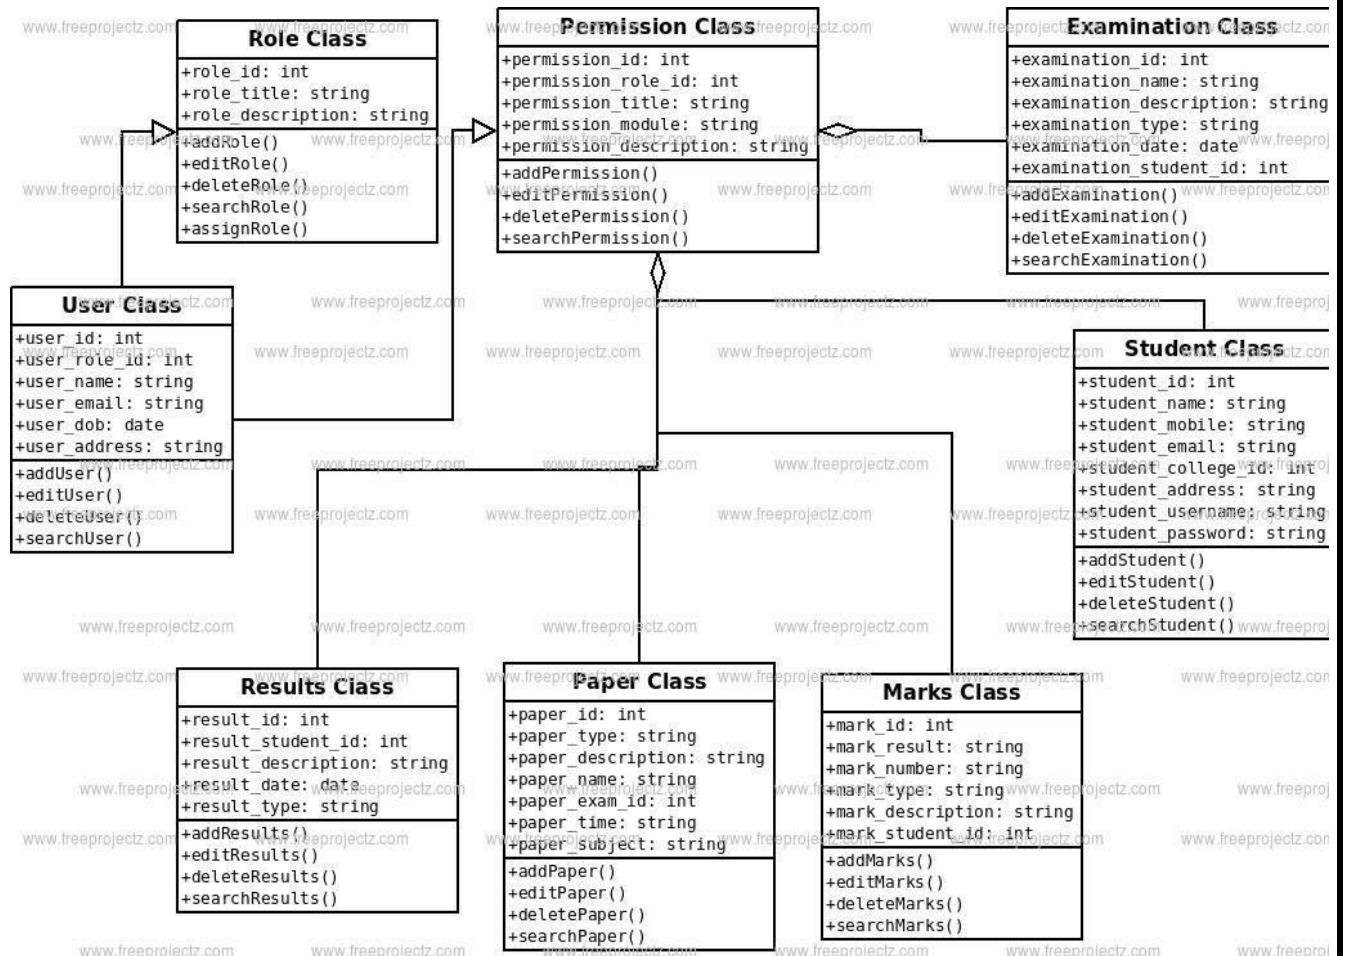 Role Class
+role_id: int
+role_title: string
+role_description: string
+addRole()
+editRole()
+deleteRole()
+searchRole()
+assignRole()
Permission Class
+permission_id: int
+permission_role_id: int
+permission_title: string
+permission_module: string
+permission_description: string
+addPermission()
+editPermission()
+deletePermission()
+searchPermission()
Examination Class
+examination_id: int
+examination_name: string
+examination_description: string
+examination_type: string
+examination_date: date
+examination_student_id: int
+addExamination()
+editExamination()
+deleteExamination()
+searchExamination()
User Class
+user_id: int
+user_role_id: int
+user_name: string
+user_email: string
+user_dob: date
+user_address: string
+addUser()
+editUser()
+deleteUser()
+searchUser()
Student Class
+student_id: int
+student_name: string
+student_mobile: string
+student_email: string
+student_college_id: int
+student_address: string
+student_username: string
+student_password: string
+addStudent()
+editStudent()
+deleteStudent()
+searchStudent()
Results Class
+result_id: int
+result_student_id: int
+result_description: string
+result_date: date
+result_type: string
+addResults()
+editResults()
+deleteResults()
+searchResults()
Paper Class
+paper_id: int
+paper_type: string
+paper_description: string
+paper_name: string
+paper_exam_id: int
+paper_time: string
+paper_subject: string
+addPaper()
+editPaper()
+deletePaper()
+searchPaper()
Marks Class
+mark_id: int
+mark_result: string
+mark_number: string
+mark_type: string
+mark_description: string
+mark_student_id: int
+addMarks()
+editMarks()
+deleteMarks()
+searchMarks()
www.freeprojectz.com